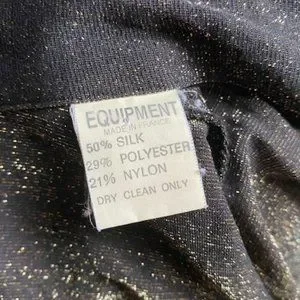 EQUIPMENT
MADE IN FRANCE
50% SILK
29% POLYESTER
21% NYLON
DRY CLEAN ONLY